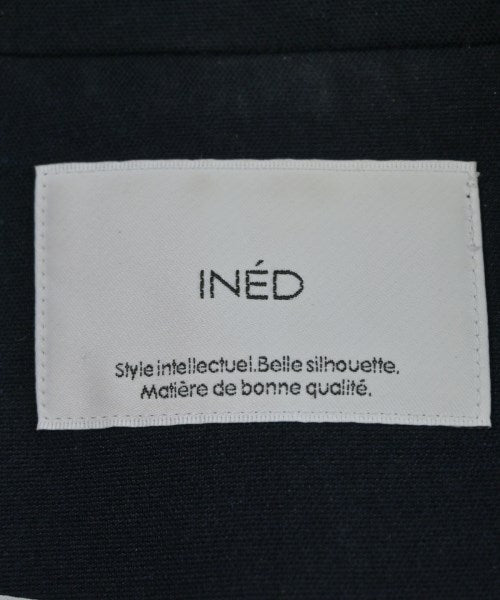 INÉD
Style intellectuel.Belle silhouette.
Matière de bonne qualité.